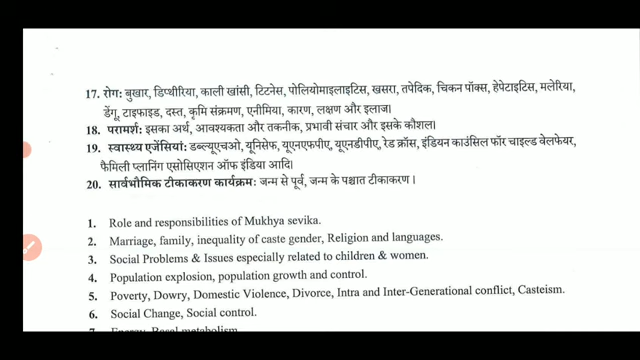 17. रोग: बुखार, डिप्थीरिया, काली खांसी, टिटनेस, पोलियोमाइलाइटिस, खसरा, तपेदिक, चिकन पॉक्स, हेपेटाइटिस, मलेरिया,
डेंगू, टाइफाइड, दस्त, कृमि संक्रमण, एनीमिया, कारण, लक्षण और इलाज।
18. परामर्श: इसका अर्थ, आवश्यकता और तकनीक, प्रभावी संचार और इसके कौशल।
19. स्वास्थ्य एजेंसियां: डब्ल्यूएचओ, यूनिसेफ, यूएनएफपीए, यूएनडीपीए, रेड क्रॉस, इंडियन काउंसिल फॉर चाइल्ड वेलफेयर,
फैमिली प्लानिंग एसोसिएशन ऑफ इंडिया आदि।
20. सार्वभौमिक टीकाकरण कार्यक्रम: जन्म से पूर्व, जन्म के पश्चात टीकाकरण।
1. Role and responsibilities of Mukhya sevika.
2. Marriage, family, inequality of caste gender, Religion and languages.
3. Social Problems & Issues especially related to children & women.
4. Population explosion, population growth and control.
5. Poverty, Dowry, Domestic Violence, Divorce, Intra and Inter-Generational conflict, Casteism.
6. Social Change, Social control.
7. Energy, Basal metabolism